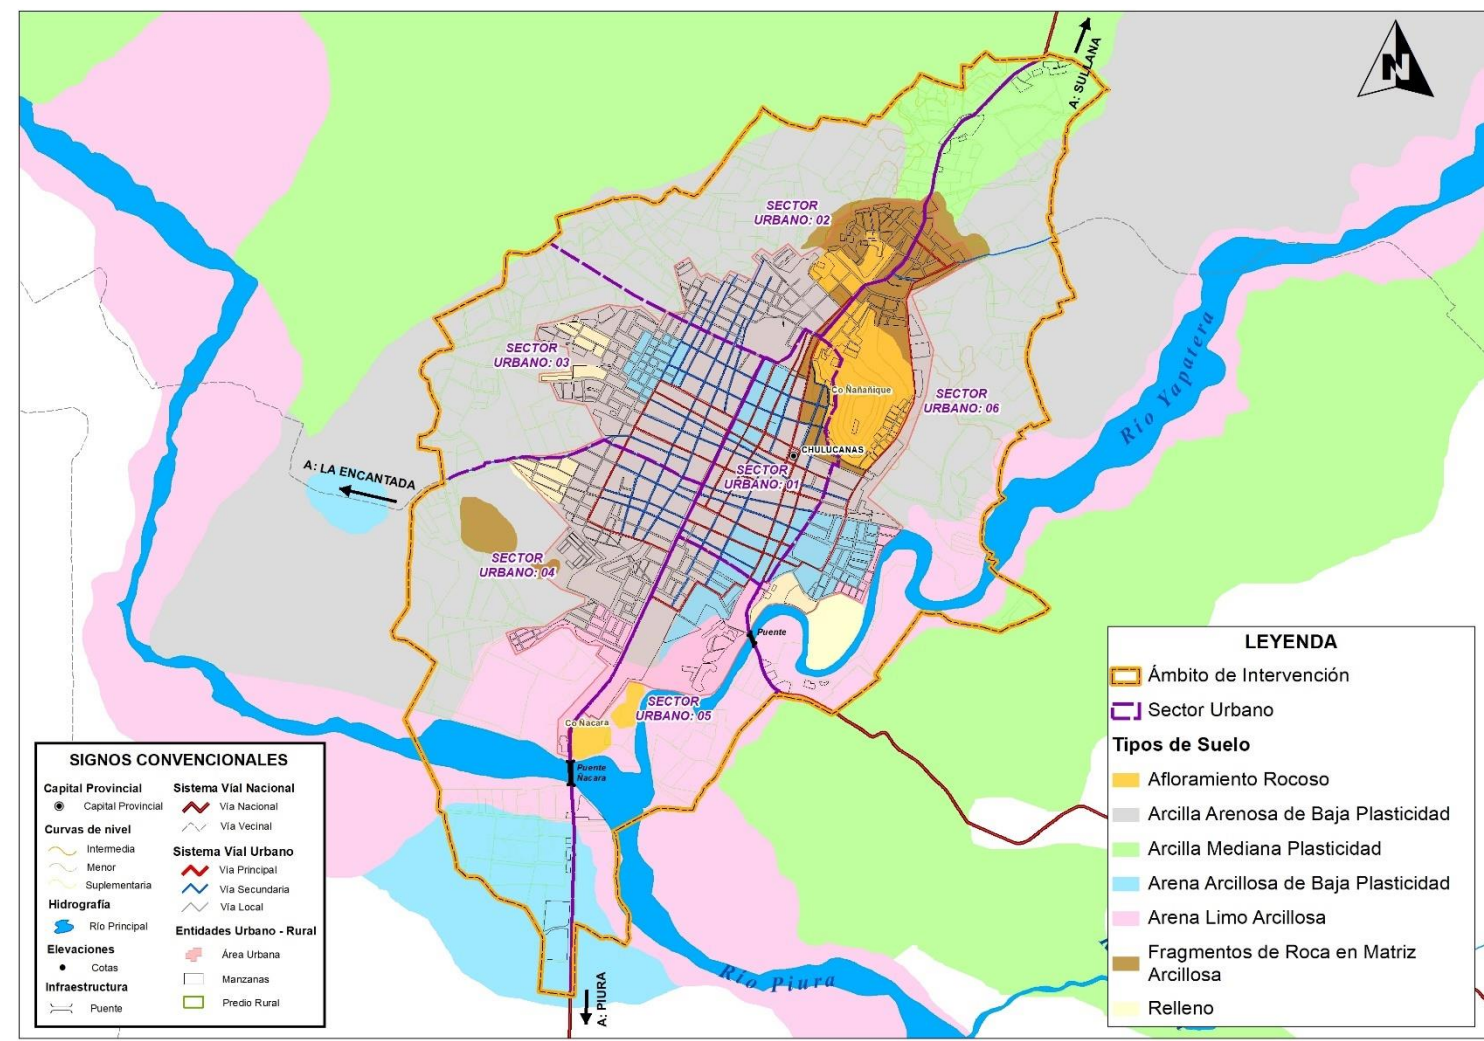 A: SULLANA
N
SECTOR
URBANO: 02
SECTOR
URBANO: 03
Río Yapatera
Co Ñañañique
SECTOR
URBANO: 06
CHULUCANAS
A: LA ENCANTADA
SECTOR
URBANO: 01
SECTOR
URBANO: 04
Puente
SECTOR
URBANO: 05
Co Ñacara
Puente
Ñacara
Río Piura
A: PIURA
SIGNOS CONVENCIONALES
Capital Provincial
Capital Provincial
Curvas de nivel
Intermedia
Menor
Suplementaria
Hidrografía
Río Principal
Elevaciones
Cotas
Infraestructura
Puente
Sistema Víal Nacional
Vía Nacional
Vía Vecinal
Sistema Vial Urbano
Vía Principal
Vía Secundaria
Vía Local
Entidades Urbano - Rural
Área Urbana
Manzanas
Predio Rural
LEYENDA
Ámbito de Intervención
Sector Urbano
Tipos de Suelo
Afloramiento Rocoso
Arcilla Arenosa de Baja Plasticidad
Arcilla Mediana Plasticidad
Arena Arcillosa de Baja Plasticidad
Arena Limo Arcillosa
Fragmentos de Roca en Matriz
Arcillosa
Relleno